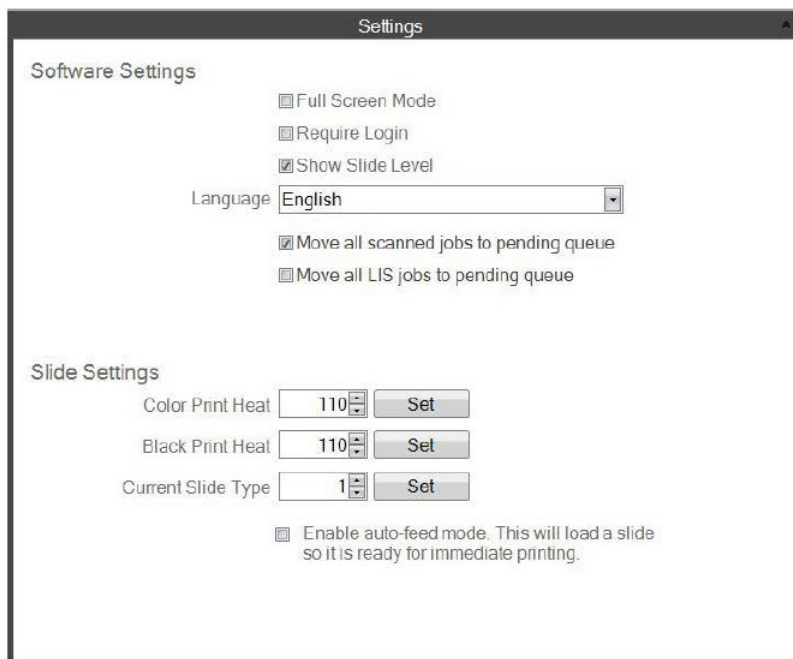 Settings
Software Settings
Full Screen Mode
Require Login
Show Slide Level
Language English
Move all scanned jobs to pending queue
Move all LIS jobs to pending queue
Slide Settings
Color Print Heat 110 Set
Black Print Heat 110 Set
Current Slide Type 1 Set
Enable auto-feed mode. This will load a slide
so it is ready for immediate printing.